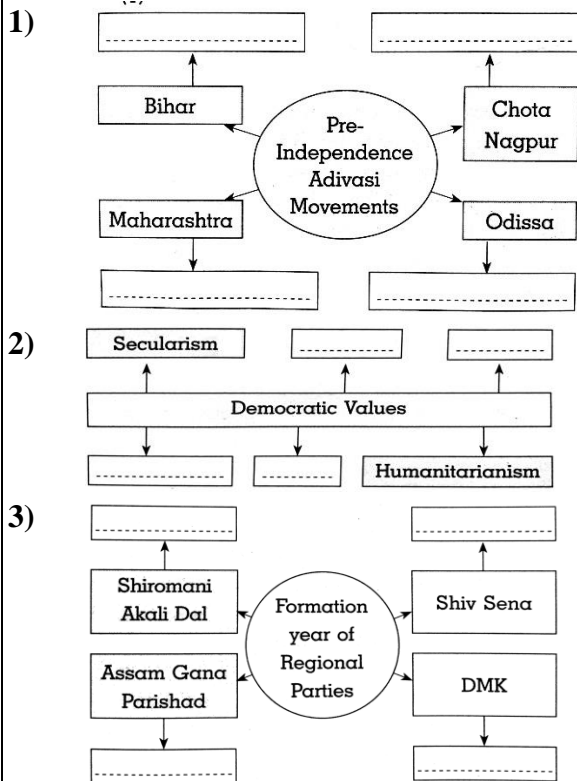 1)
Bihar
Chota
Nagpur
Pre-
Independence
Adivasi
Movements
Maharashtra
Odissa
2)
Secularism
Democratic Values
Humanitarianism
3)
Shiromani
Akali Dal
Shiv Sena
Formation
year of
Regional
Parties
Assam Gana
Parishad
DMK